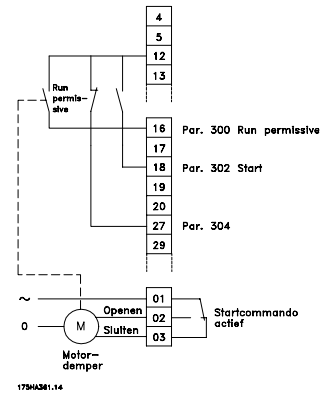 4
5
12
13
Run
permis-
sive
16 Par. 300 Run permissive
17
18 Par. 302 Start
19
20
27 Par. 304
29
~ 01
Openen 02 Startcommando
actief
0 M
Sluiten 03
Motor-
demper
175HA361.14